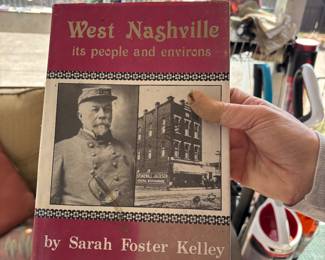 West Nashville
its people and environs
by Sarah Foster Kelley